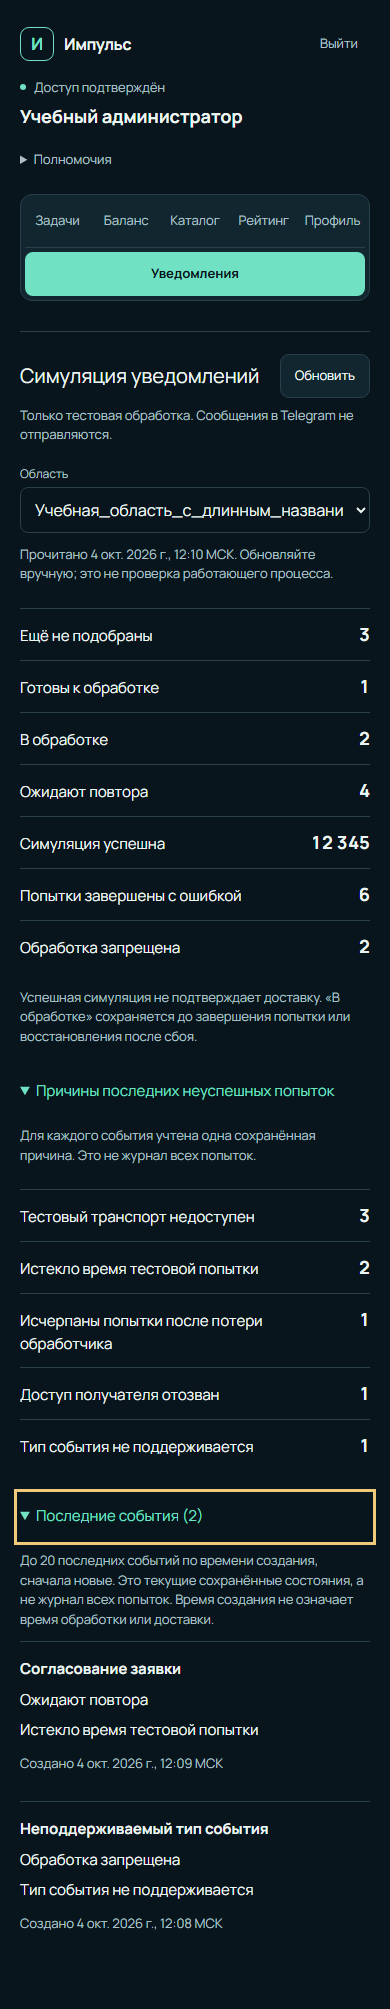 И Импульс Выйти
Доступ подтверждён
Учебный администратор
Полномочия
Задачи Баланс Каталог Рейтинг Профиль
Уведомления
Симуляция уведомлений Обновить
Только тестовая обработка. Сообщения в Telegram не
отправляются.
Область
Учебная_область_с_длинным_названи
Прочитано 4 окт. 2026 г., 12:10 МСК. Обновляйте
вручную; это не проверка работающего процесса.
Ещё не подобраны 3
Готовы к обработке 1
В обработке 2
Ожидают повтора 4
Симуляция успешна 12 345
Попытки завершены с ошибкой 6
Обработка запрещена 2
Успешная симуляция не подтверждает доставку. «В
обработке» сохраняется до завершения попытки или
восстановления после сбоя.
Причины последних неуспешных попыток
Для каждого события учтена одна сохранённая
причина. Это не журнал всех попыток.
Тестовый транспорт недоступен 3
Истекло время тестовой попытки 2
Исчерпаны попытки после потери 1
обработчика
Доступ получателя отозван 1
Тип события не поддерживается 1
Последние события (2)
До 20 последних событий по времени создания,
сначала новые. Это текущие сохранённые состояния, а
не журнал всех попыток. Время создания не означает
время обработки или доставки.
Согласование заявки
Ожидают повтора
Истекло время тестовой попытки
Создано 4 окт. 2026 г., 12:09 МСК
Неподдерживаемый тип события
Обработка запрещена
Тип события не поддерживается
Создано 4 окт. 2026 г., 12:08 МСК